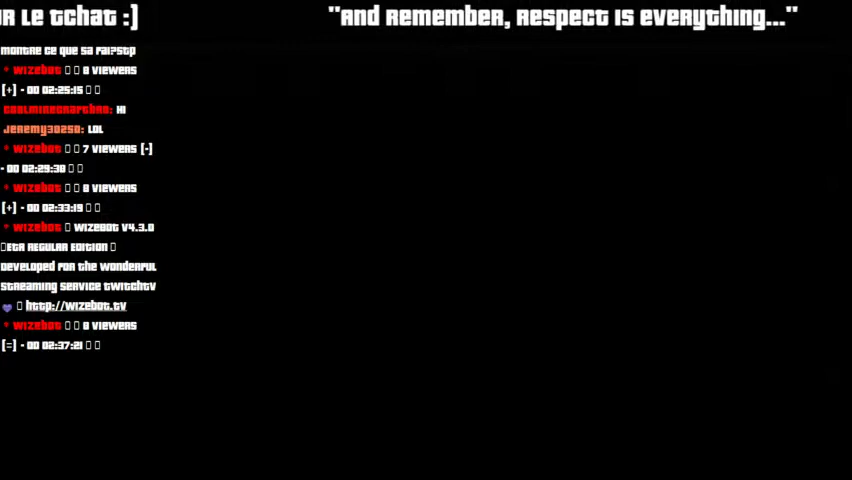 R LE TCHAT :]
"AND REMEMBER, RESPECT IS EVERYTHING..."
MONTRE CE QUE SA FAI?STP
* WIZEBOT 8 VIEWERS
[+] - 00 02:25:15
HI
JEREMY30250: LOL
* WIZEBOT 7 VIEWERS [-]
- 00 02:29:38
* WIZEBOT 8 VIEWERS
[+] - 00 02:33:19
* WIZEBOT WIZEBOT V4.3.0
ETA REGULAR EDITION
DEVELOPED FOR THE WONDERFUL
STREAMING SERVICE TWITCHTV
HTTP://WIZEBOT.TV
* WIZEBOT 8 VIEWERS
[=] - 00 02:37:21